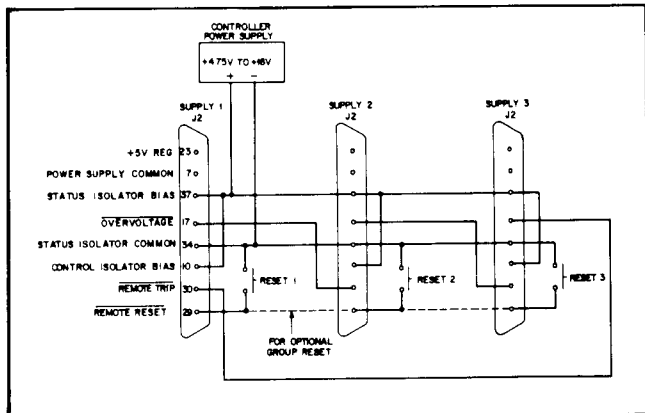 CONTROLLER
POWER SUPPLY
+4.75V TO +16V
+ -
SUPPLY 1
J2
SUPPLY 2
J2
SUPPLY 3
J2
+5V REG 23
POWER SUPPLY COMMON 7
STATUS ISOLATOR BIAS 37
OVERVOLTAGE 17
STATUS ISOLATOR COMMON 34
CONTROL ISOLATOR BIAS 10
REMOTE TRIP 30
REMOTE RESET 29
RESET 1
RESET 2
RESET 3
FOR OPTIONAL
GROUP RESET